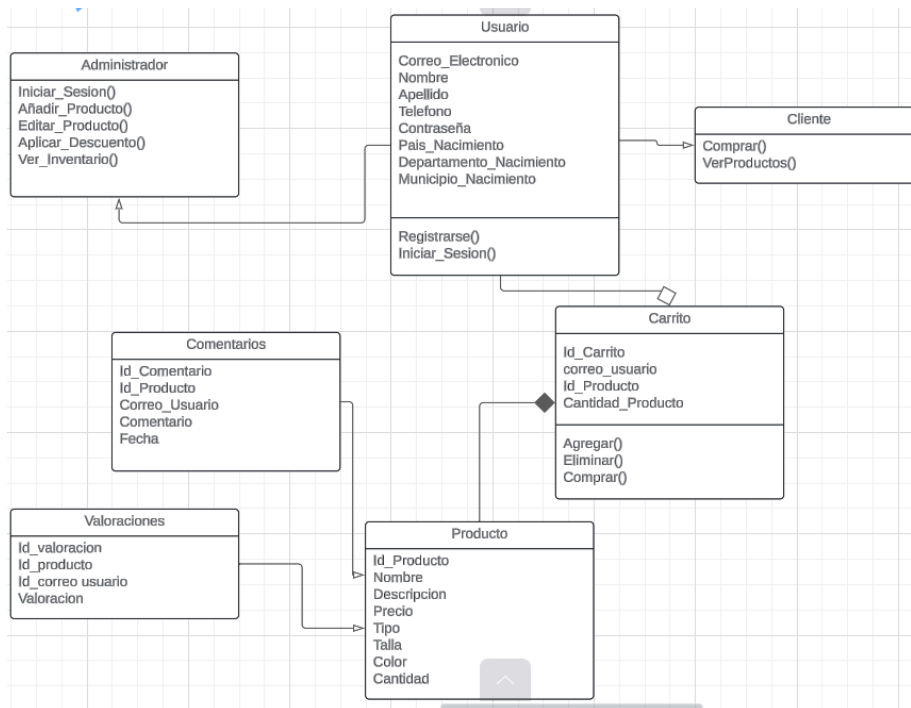 Usuario
Correo_Electronico
Nombre
Apellido
Telefono
Contraseña
Pais_Nacimiento
Departamento_Nacimiento
Municipio_Nacimiento
Registrarse()
Iniciar_Sesion()
Administrador
Iniciar_Sesion()
Añadir_Producto()
Editar_Producto()
Aplicar_Descuento()
Ver_Inventario()
Cliente
Comprar()
VerProductos()
Carrito
Id_Carrito
correo_usuario
Id_Producto
Cantidad_Producto
Agregar()
Eliminar()
Comprar()
Comentarios
Id_Comentario
Id_Producto
Correo_Usuario
Comentario
Fecha
Valoraciones
Id_valoracion
Id_producto
Id_correo usuario
Valoracion
Producto
Id_Producto
Nombre
Descripcion
Precio
Tipo
Talla
Color
Cantidad